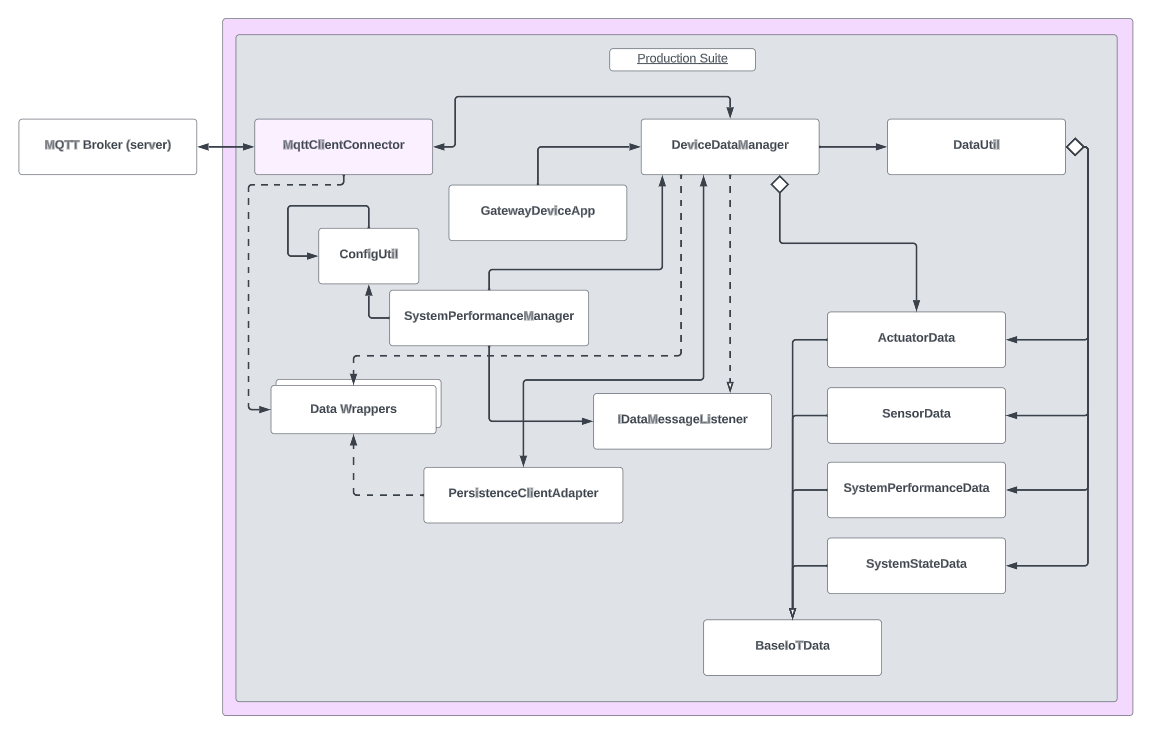 Production Suite
MQTT Broker (server)
MqttClientConnector
DeviceDataManager
DataUtil
GatewayDeviceApp
ConfigUtil
SystemPerformanceManager
ActuatorData
Data Wrappers
IDataMessageListener
SensorData
PersistenceClientAdapter
SystemPerformanceData
SystemStateData
BaseIoTData